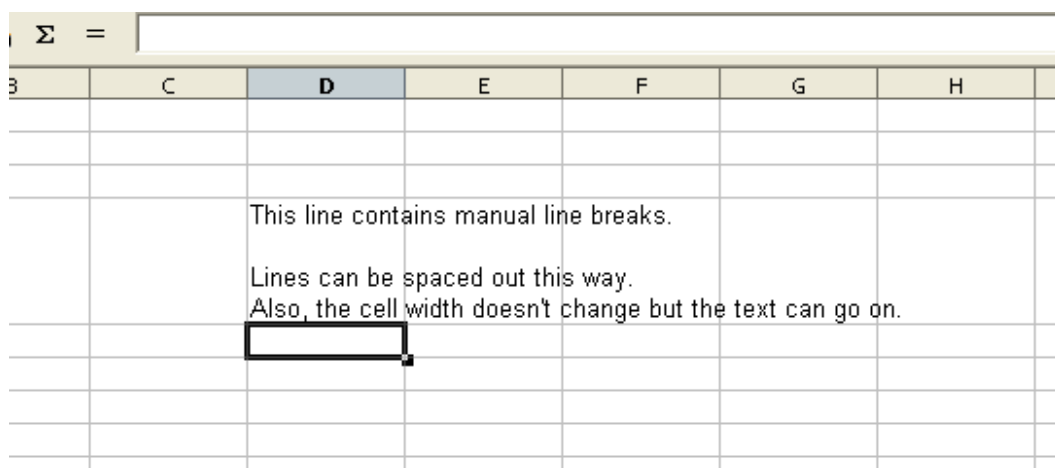 Σ =
B C D E F G H
This line contains manual line breaks.
Lines can be spaced out this way.
Also, the cell width doesn't change but the text can go on.